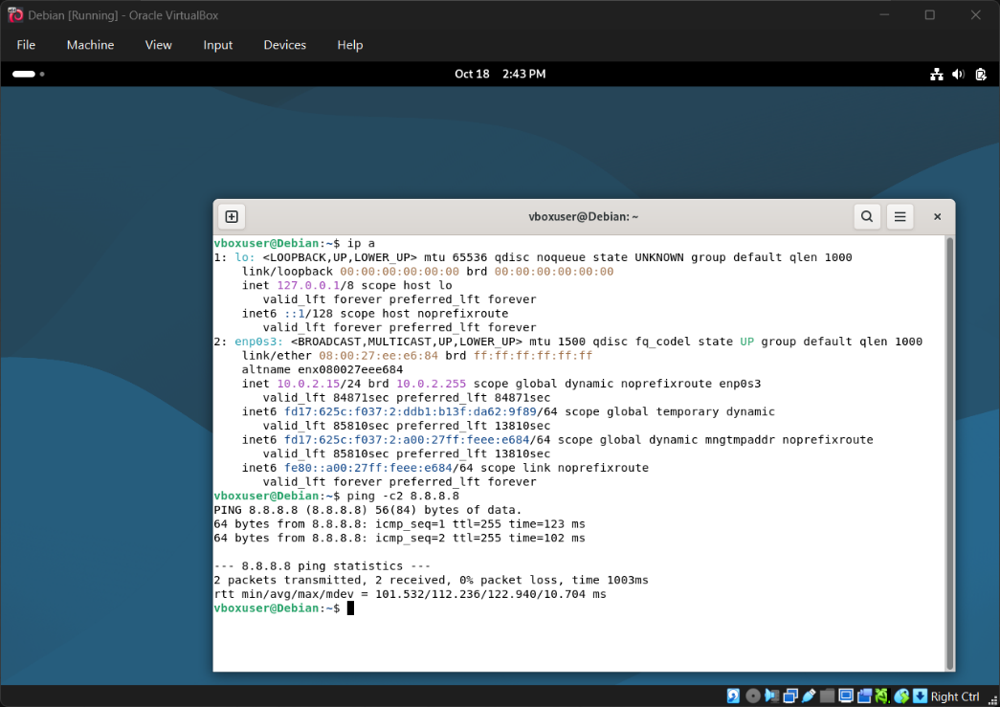 Debian [Running] - Oracle VirtualBox
File Machine View Input Devices Help
Oct 18 2:43 PM
vboxuser@Debian: ~
vboxuser@Debian:~$ ip a
1: lo: <LOOPBACK,UP,LOWER_UP> mtu 65536 qdisc noqueue state UNKNOWN group default qlen 1000
    link/loopback 00:00:00:00:00:00 brd 00:00:00:00:00:00
    inet 127.0.0.1/8 scope host lo
       valid_lft forever preferred_lft forever
    inet6 ::1/128 scope host noprefixroute
       valid_lft forever preferred_lft forever
2: enp0s3: <BROADCAST,MULTICAST,UP,LOWER_UP> mtu 1500 qdisc fq_codel state UP group default qlen 1000
    link/ether 08:00:27:ee:e6:84 brd ff:ff:ff:ff:ff:ff
    altname enx080027eee684
    inet 10.0.2.15/24 brd 10.0.2.255 scope global dynamic noprefixroute enp0s3
       valid_lft 84871sec preferred_lft 84871sec
    inet6 fd17:625c:f037:2:ddb1:b13f:da62:9f89/64 scope global temporary dynamic
       valid_lft 85810sec preferred_lft 13810sec
    inet6 fd17:625c:f037:2:a00:27ff:feee:e684/64 scope global dynamic mngtmpaddr noprefixroute
       valid_lft 85810sec preferred_lft 13810sec
    inet6 fe80::a00:27ff:feee:e684/64 scope link noprefixroute
       valid_lft forever preferred_lft forever
vboxuser@Debian:~$ ping -c2 8.8.8.8
PING 8.8.8.8 (8.8.8.8) 56(84) bytes of data.
64 bytes from 8.8.8.8: icmp_seq=1 ttl=255 time=123 ms
64 bytes from 8.8.8.8: icmp_seq=2 ttl=255 time=102 ms
--- 8.8.8.8 ping statistics ---
2 packets transmitted, 2 received, 0% packet loss, time 1003ms
rtt min/avg/max/mdev = 101.532/112.236/122.940/10.704 ms
vboxuser@Debian:~$
Right Ctrl